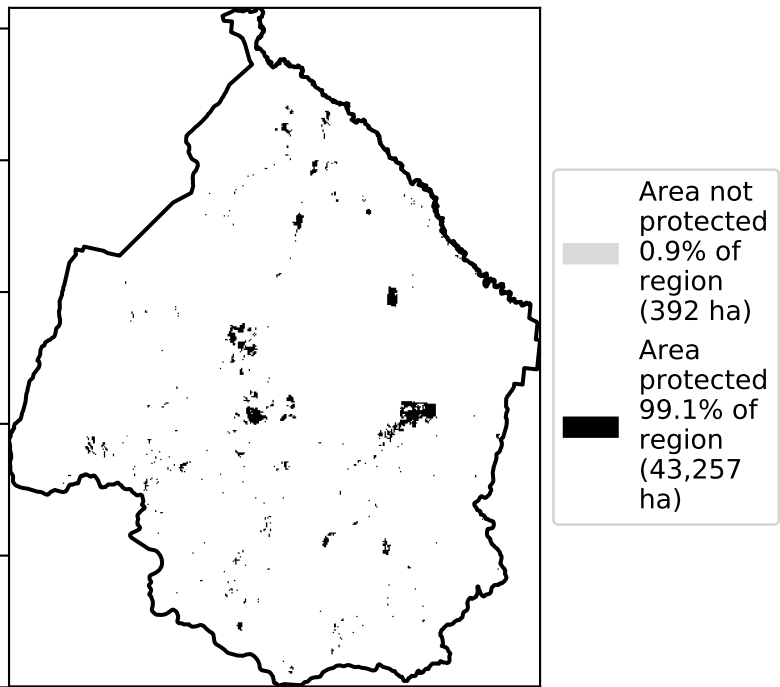 Area not
protected
0.9% of
region
(392 ha)
Area
protected
99.1% of
region
(43,257
ha)